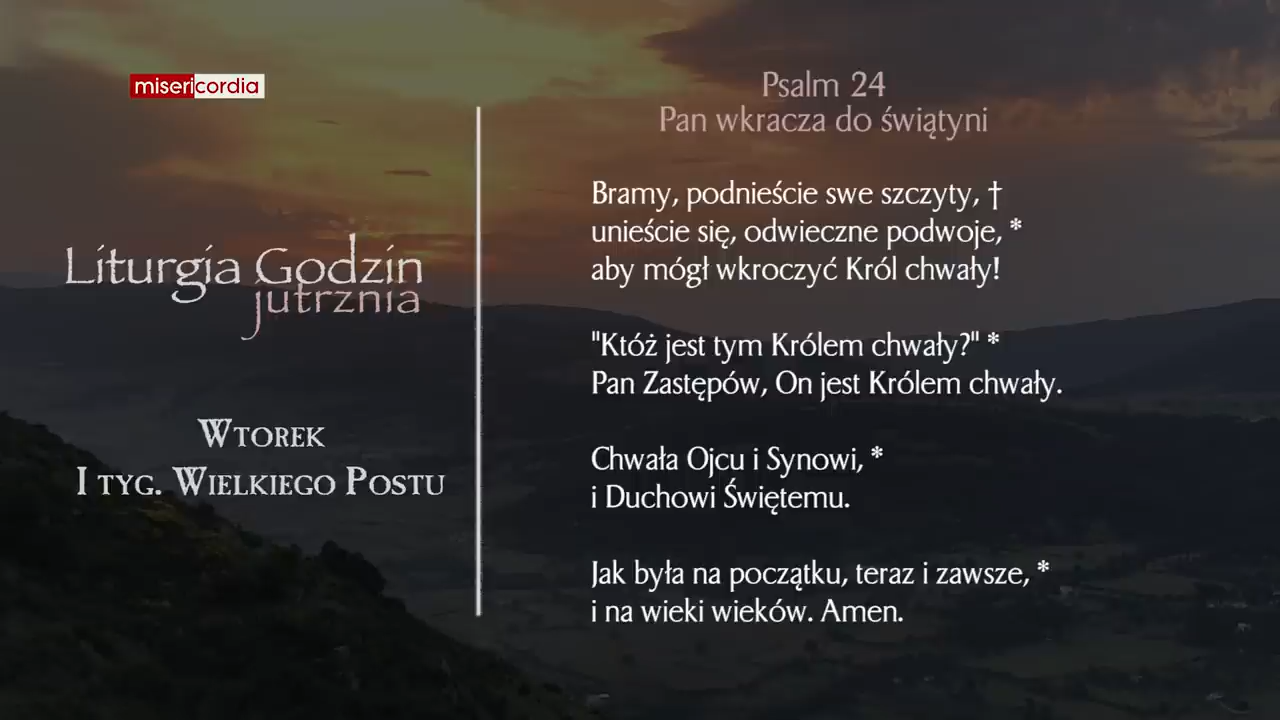 misericordia
Liturgia Godzin
jutrznia
Wtorek
I tyg. Wielkiego Postu
Psalm 24
Pan wkracza do świątyni
Bramy, podnieście swe szczyty, †
unieście się, odwieczne podwoje, *
aby mógł wkroczyć Król chwały!
"Któż jest tym Królem chwały?" *
Pan Zastępów, On jest Królem chwały.
Chwała Ojcu i Synowi, *
i Duchowi Świętemu.
Jak była na początku, teraz i zawsze, *
i na wieki wieków. Amen.